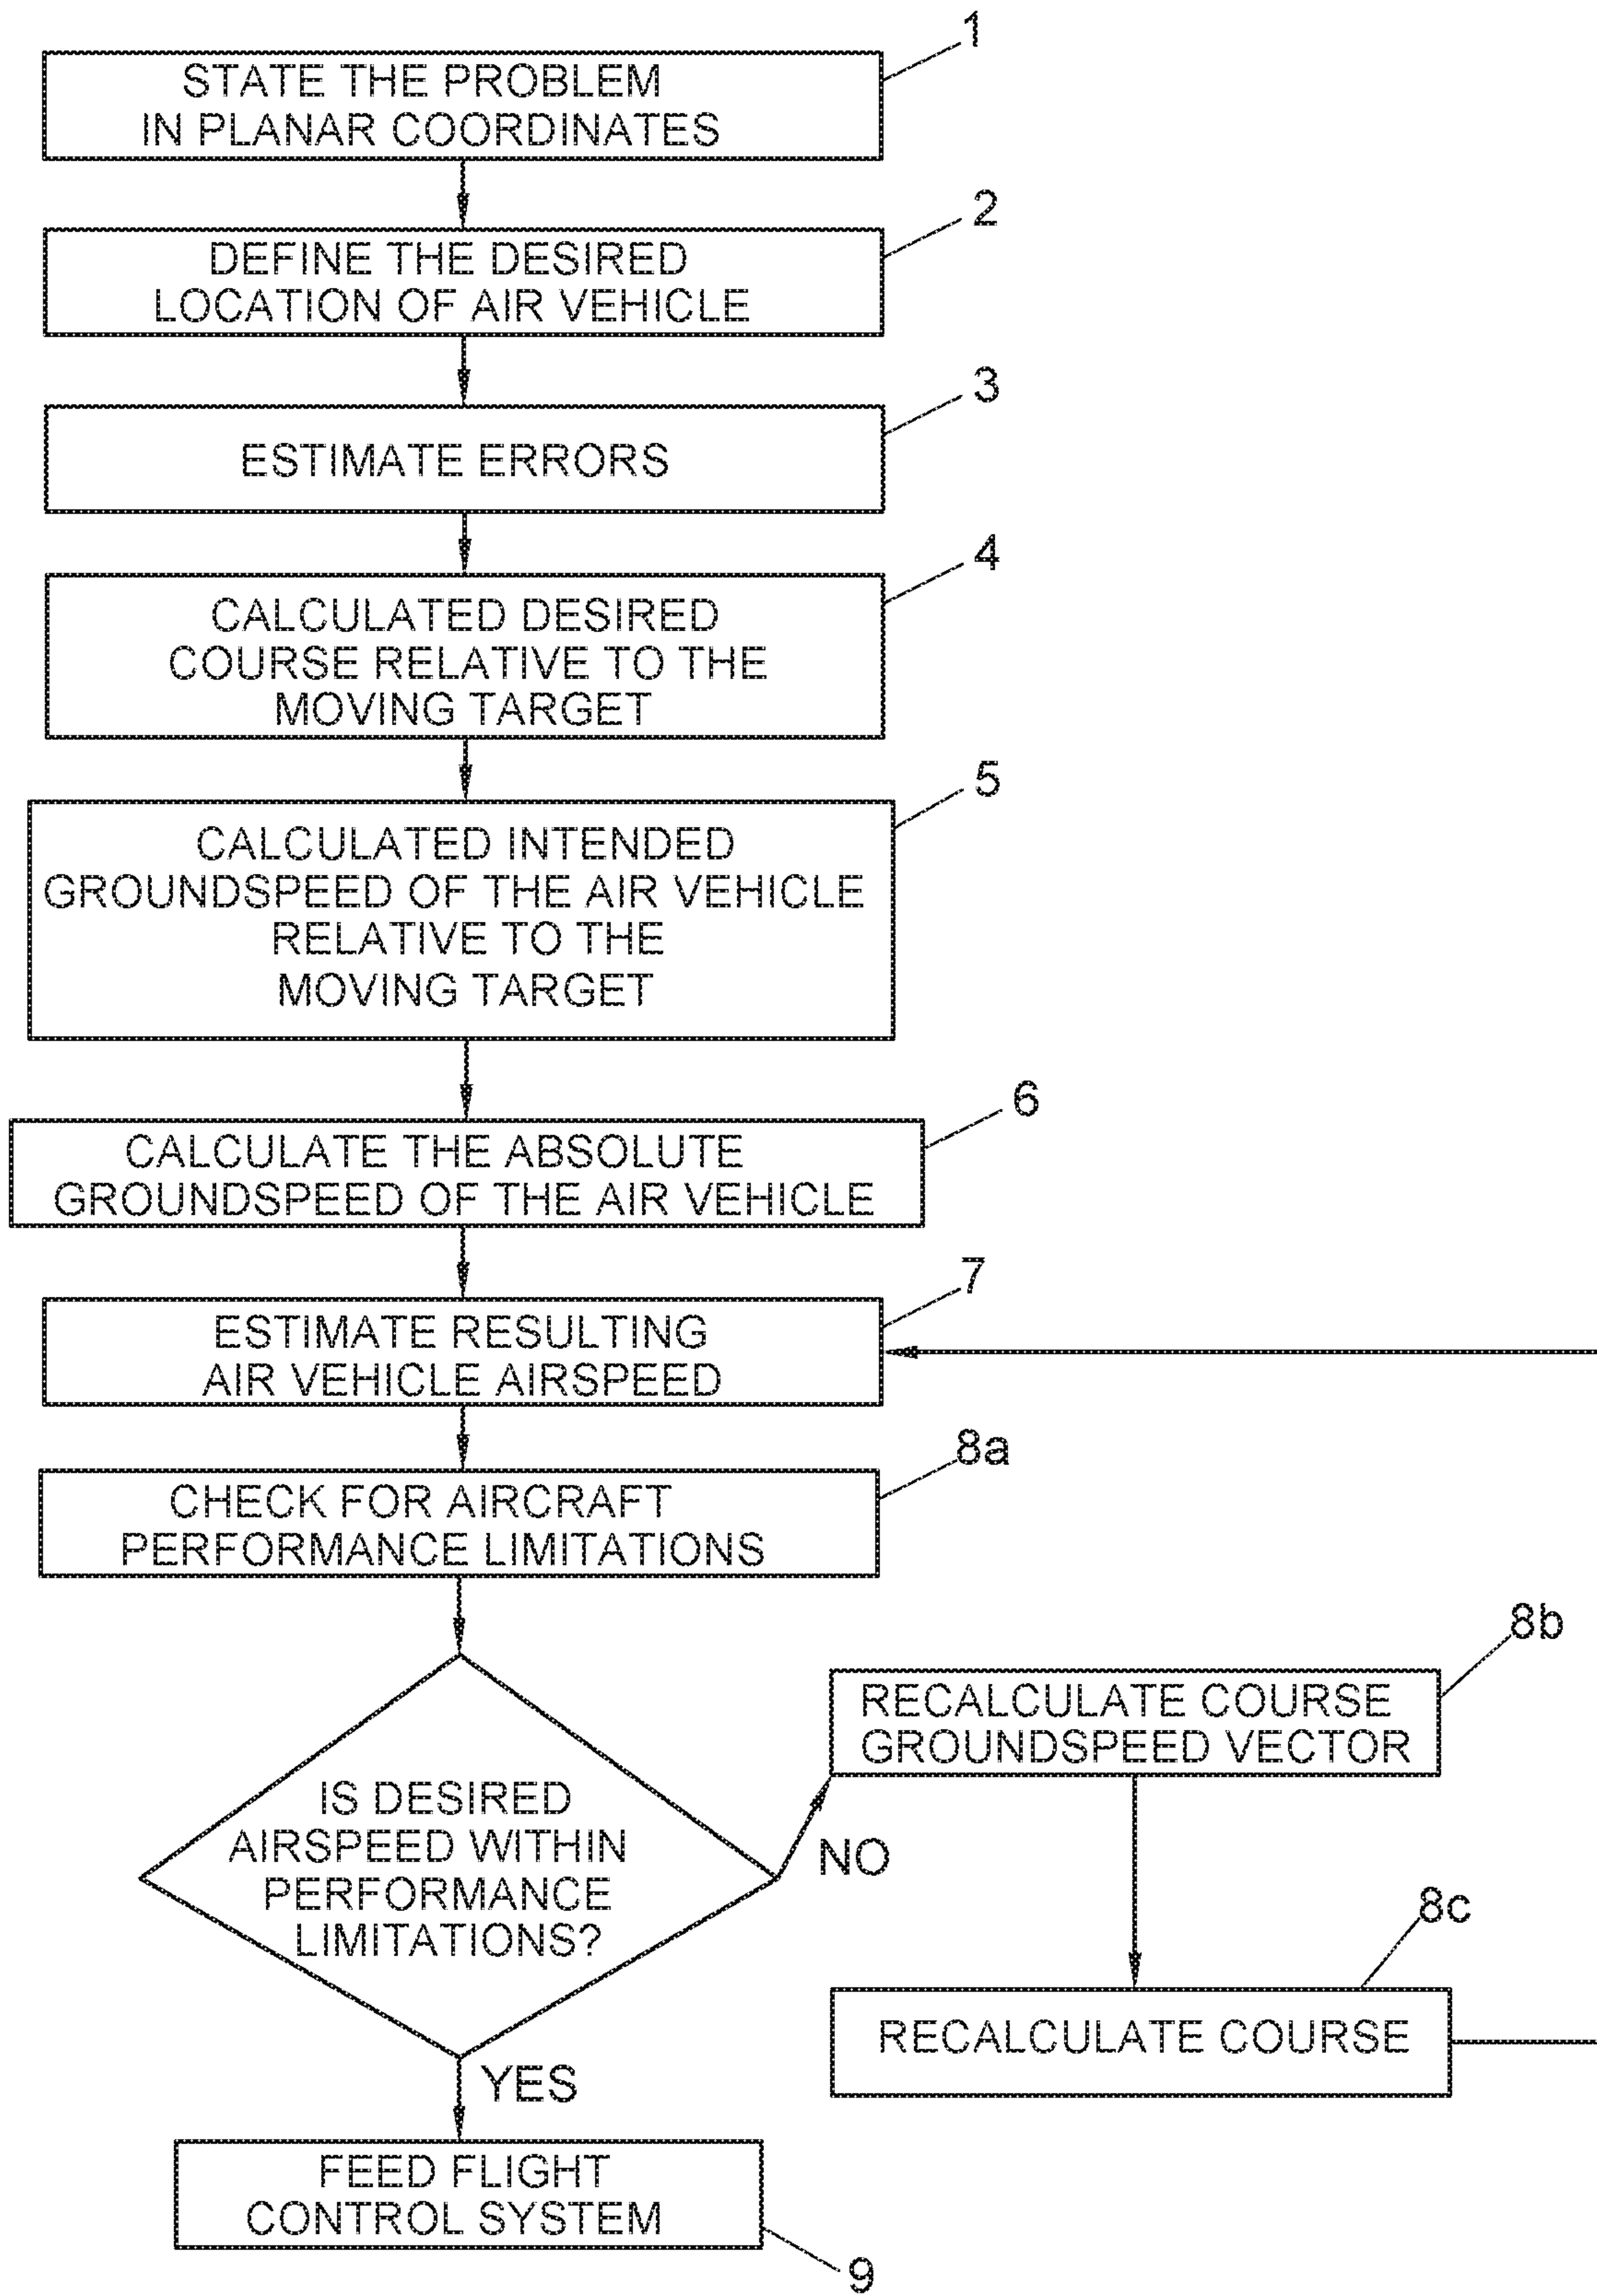 1
STATE THE PROBLEM
IN PLANAR COORDINATES
2
DEFINE THE DESIRED
LOCATION OF AIR VEHICLE
3
ESTIMATE ERRORS
4
CALCULATED DESIRED
COURSE RELATIVE TO THE
MOVING TARGET
5
CALCULATED INTENDED
GROUNDSPEED OF THE AIR VEHICLE
RELATIVE TO THE
MOVING TARGET
6
CALCULATE THE ABSOLUTE
GROUNDSPEED OF THE AIR VEHICLE
7
ESTIMATE RESULTING
AIR VEHICLE AIRSPEED
8a
CHECK FOR AIRCRAFT
PERFORMANCE LIMITATIONS
8b
RECALCULATE COURSE
GROUNDSPEED VECTOR
IS DESIRED
AIRSPEED WITHIN
PERFORMANCE
LIMITATIONS?
NO
8c
RECALCULATE COURSE
YES
FEED FLIGHT
CONTROL SYSTEM
9